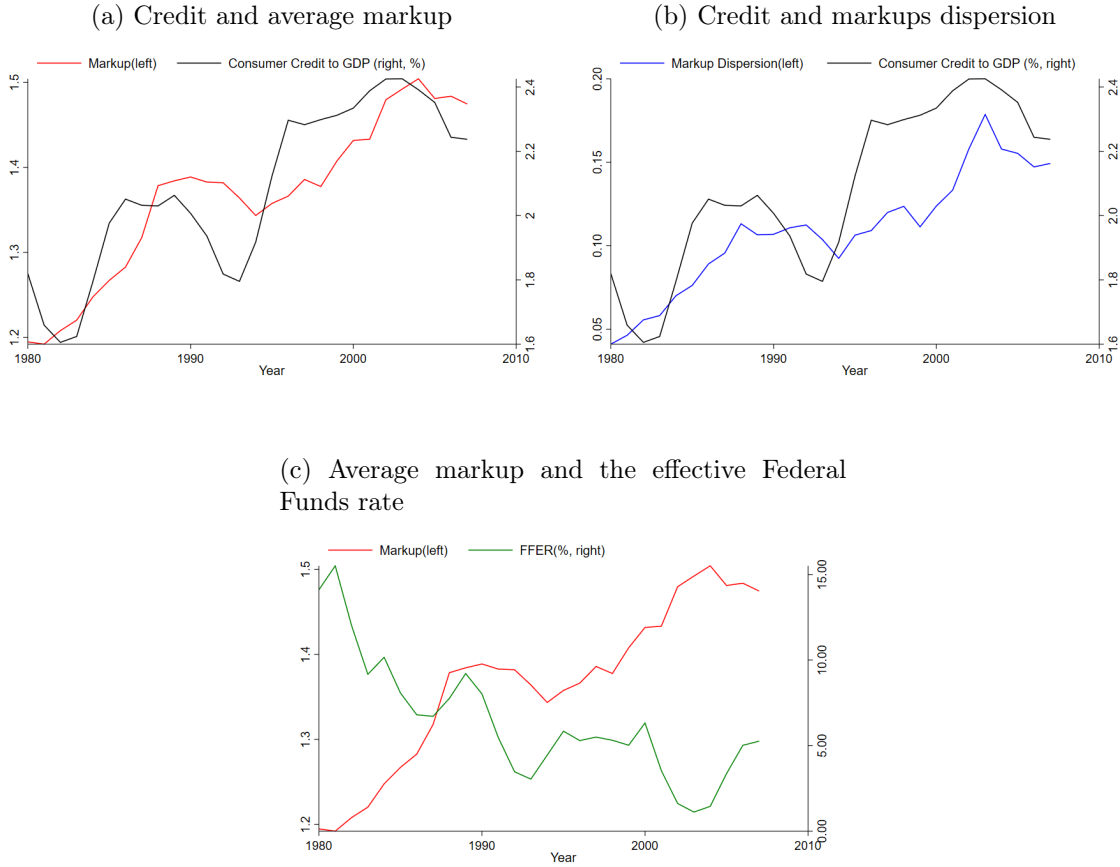 (a) Credit and average markup
Markup(left) Consumer Credit to GDP (right, %)
1.5
1.4
1.3
1.2
2.4
2.2
2
1.8
1.6
1980 1990 2000 2010
Year
(b) Credit and markups dispersion
Markup Dispersion(left) Consumer Credit to GDP (%, right)
0.20
0.15
0.10
0.05
2.4
2.2
2.0
1.8
1.6
1980 1990 2000 2010
Year
(c) Average markup and the effective Federal
Funds rate
Markup(left) FFER(%, right)
1.5
1.4
1.3
1.2
15.00
10.00
5.00
0.00
1980 1990 2000 2010
Year